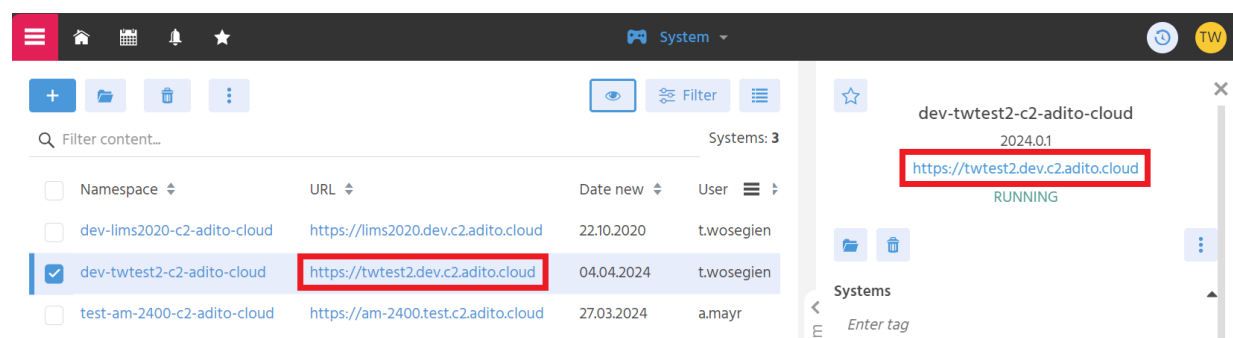 System
TW
Filter
Filter content...
Systems: 3
Namespace URL Date new User
dev-lims2020-c2-adito-cloud https://lims2020.dev.c2.adito.cloud 22.10.2020 t.wosegien
dev-twtest2-c2-adito-cloud https://twtest2.dev.c2.adito.cloud 04.04.2024 t.wosegien
test-am-2400-c2-adito-cloud https://am-2400.test.c2.adito.cloud 27.03.2024 a.mayr
dev-twtest2-c2-adito-cloud
2024.0.1
https://twtest2.dev.c2.adito.cloud
RUNNING
Systems
Enter tag